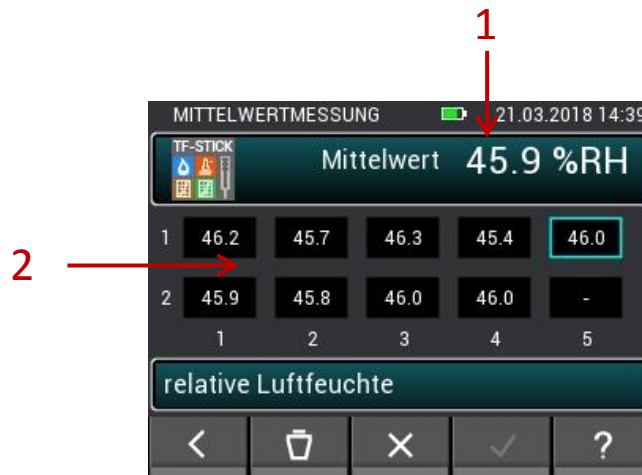 1
MITTELWERTMESSUNG 21.03.2018 14:39
TF-STICK
Mittelwert 45.9 %RH
2
1 46.2 45.7 46.3 45.4 46.0
2 45.9 45.8 46.0 46.0 -
1 2 3 4 5
relative Luftfeuchte
?